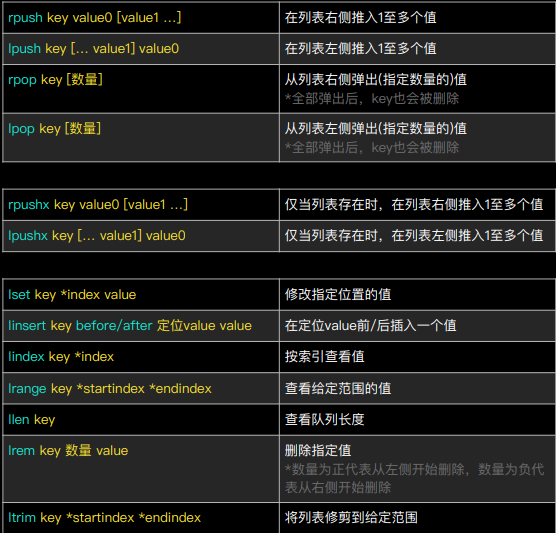 rpush key value0 [value1 …]
在列表右侧推入1至多个值
lpush key [… value1] value0
在列表左侧推入1至多个值
rpop key [数量]
从列表右侧弹出(指定数量的)值
*全部弹出后，key也会被删除
lpop key [数量]
从列表左侧弹出(指定数量的)值
*全部弹出后，key也会被删除
rpushx key value0 [value1 …]
仅当列表存在时，在列表右侧推入1至多个值
lpushx key [… value1] value0
仅当列表存在时，在列表左侧推入1至多个值
lset key *index value
修改指定位置的值
linsert key before/after 定位value value
在定位value前/后插入一个值
lindex key *index
按索引查看值
lrange key *startindex *endindex
查看给定范围的值
llen key
查看队列长度
lrem key 数量 value
删除指定值
*数量为正代表从左侧开始删除，数量为负代
表从右侧开始删除
ltrim key *startindex *endindex
将列表修剪到给定范围